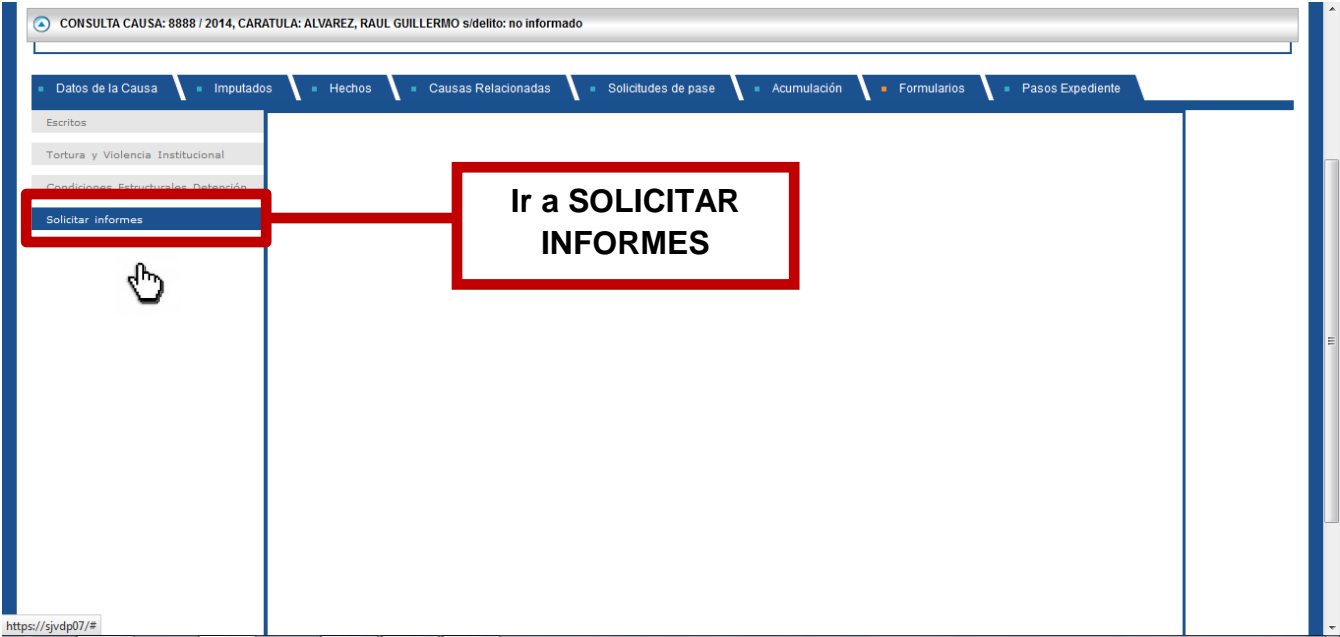 CONSULTA CAUSA: 8888 / 2014, CARATULA: ALVAREZ, RAUL GUILLERMO s/delito: no informado
Datos de la Causa Imputados Hechos Causas Relacionadas Solicitudes de pase Acumulación Formularios Pasos Expediente
Escritos
Tortura y Violencia Institucional
Condiciones Estructurales Detención
Solicitar informes
Ir a SOLICITAR
INFORMES
https://sjvdp07/#